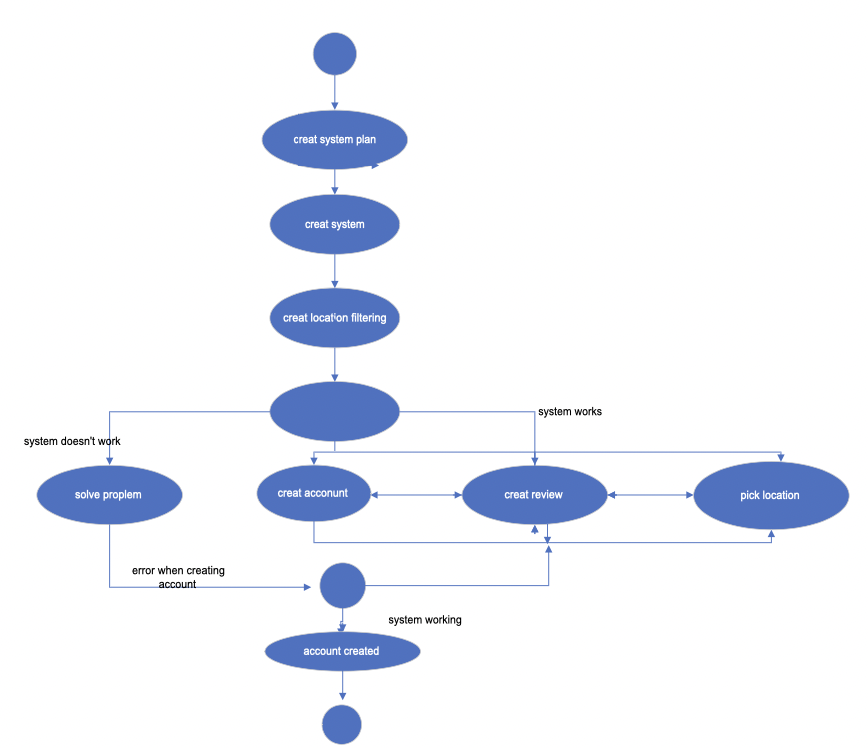 creat system plan
creat system
creat location filtering
system works
system doesn't work
solve proplem
creat acconunt
creat review
pick location
error when creating
account
system working
account created